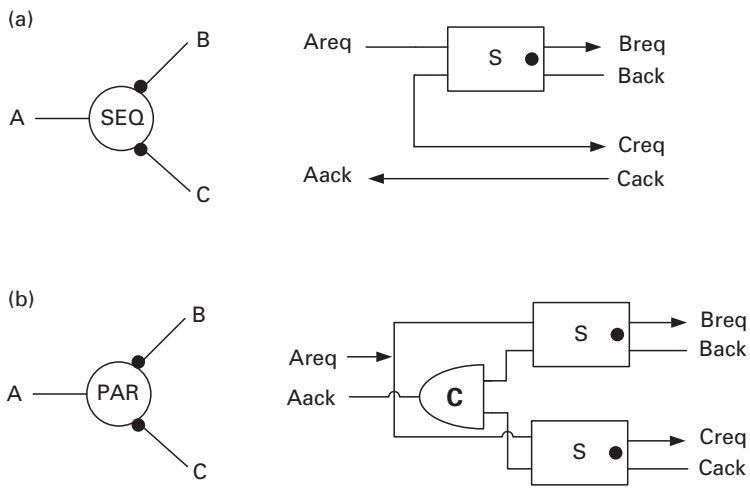 (a)
B
A
SEQ
C
Areq
S
Breq
Back
Creq
Aack
Cack
(b)
B
A
PAR
C
Areq
Aack
C
S
Breq
Back
S
Creq
Cack